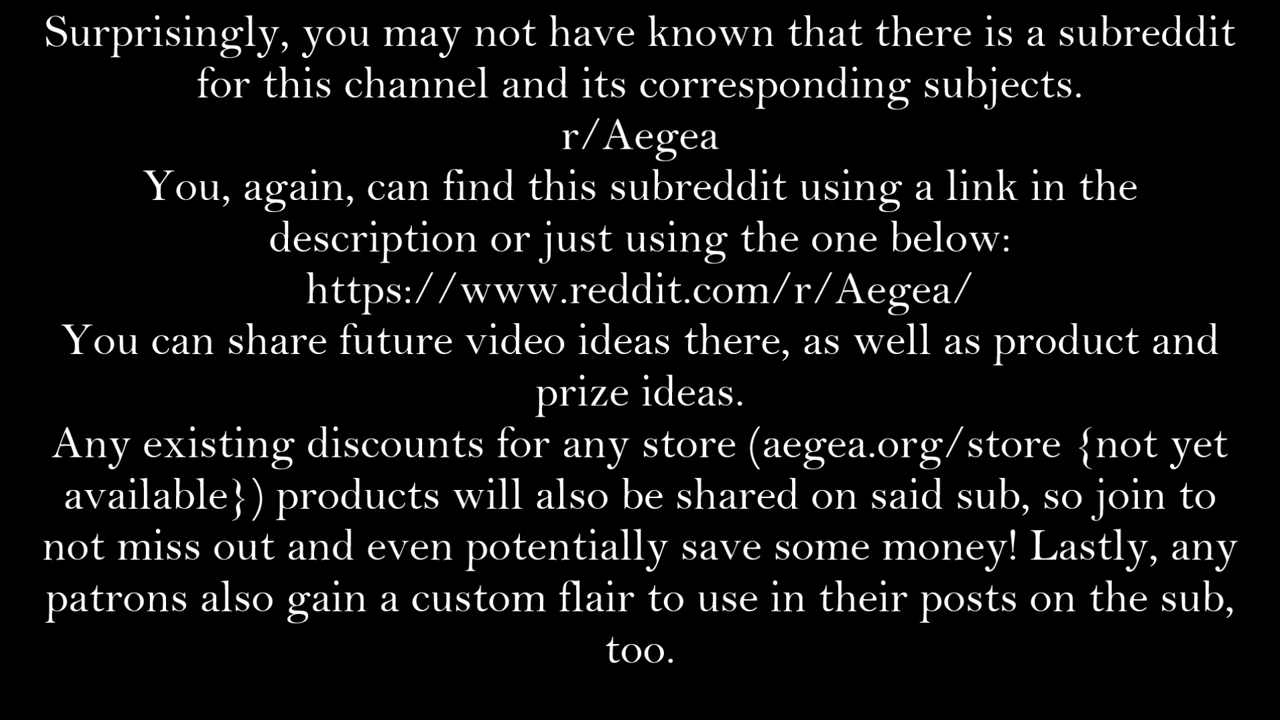 Surprisingly, you may not have known that there is a subreddit
for this channel and its corresponding subjects.
r/Aegea
You, again, can find this subreddit using a link in the
description or just using the one below:
https://www.reddit.com/r/Aegea/
You can share future video ideas there, as well as product and
prize ideas.
Any existing discounts for any store (aegea.org/store {not yet
available}) products will also be shared on said sub, so join to
not miss out and even potentially save some money! Lastly, any
patrons also gain a custom flair to use in their posts on the sub,
too.